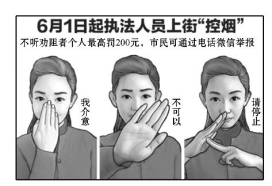 6月1日起执法人员上街“控烟”
不听劝阻者个人最高罚200元，市民可通过电话微信举报
我介意
不可以
请停止